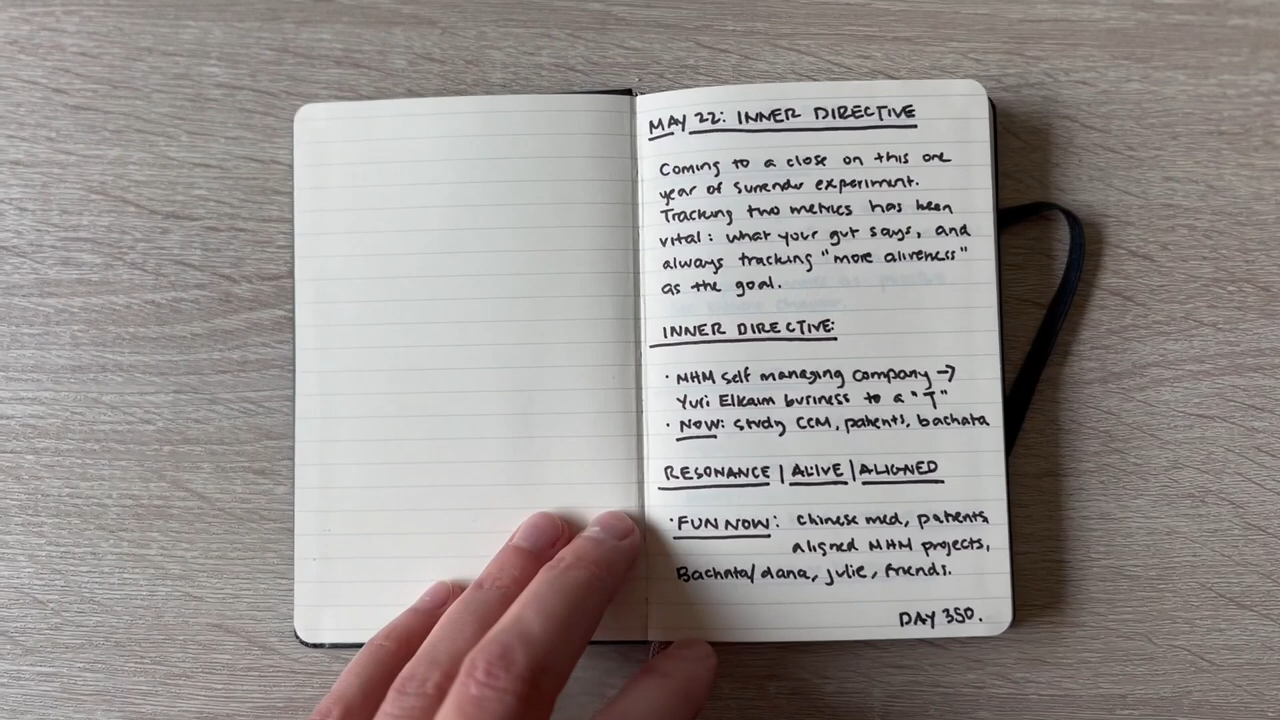 MAY 22: INNER DIRECTIVE
Coming to a close on this one
year of surrender experiment.
Tracking two metrics has been
vital: what your gut says, and
always tracking "more aliveness"
as the goal.
INNER DIRECTIVE:
· MHM self managing company →
Yuri Elkaim business to a "T"
· NOW: study CCM, patents, bachata
RESONANCE | ALIVE | ALIGNED
· FUN NOW: Chinese med, patents,
aligned MHM projects,
Bachata/dana, julie, friends.
DAY 350.